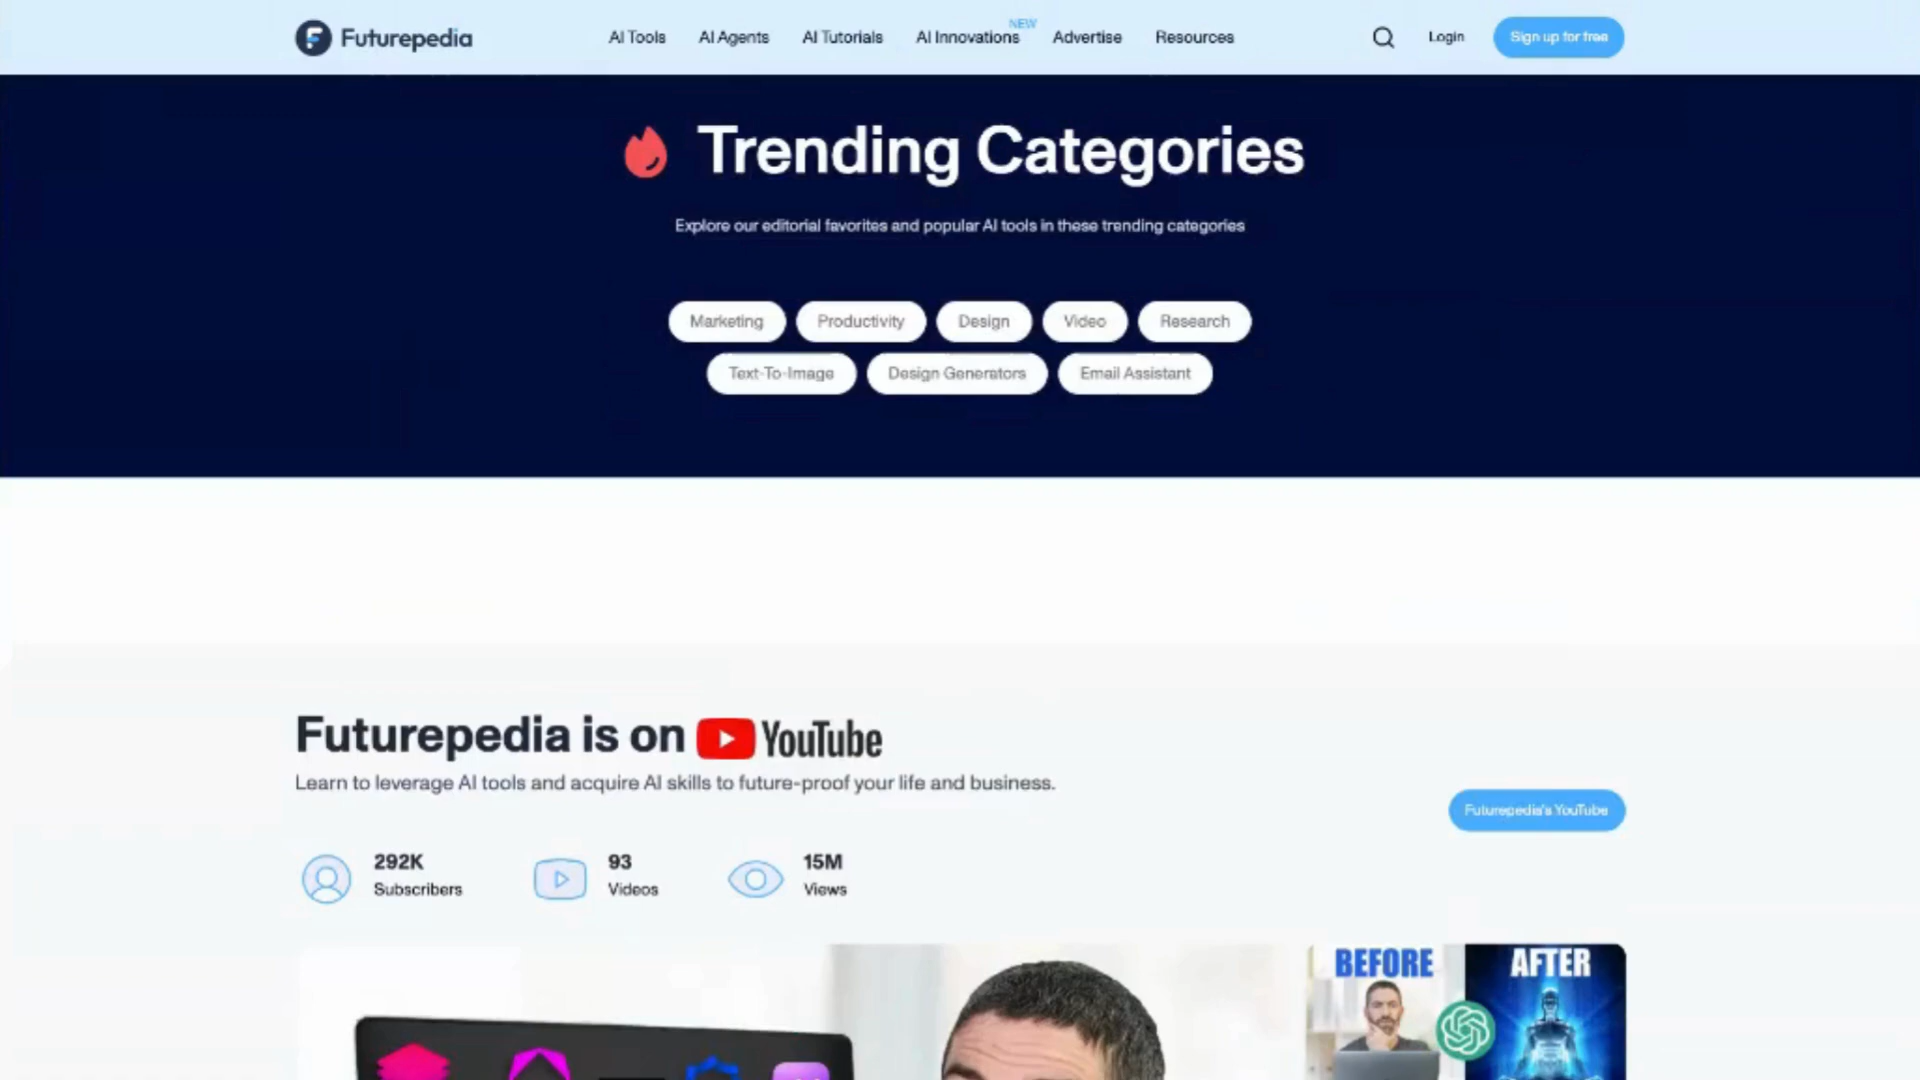 Futurepedia
AI Tools
AI Agents
AI Tutorials
AI Innovations
NEW
Advertise
Resources
Login
Sign up for free
Trending Categories
Explore our editorial favorites and popular AI tools in these trending categories
Marketing
Productivity
Design
Video
Research
Text-To-Image
Design Generators
Email Assistant
Futurepedia is on YouTube
Learn to leverage AI tools and acquire AI skills to future-proof your life and business.
Futurepedia's YouTube
292K
Subscribers
93
Videos
15M
Views
BEFORE
AFTER